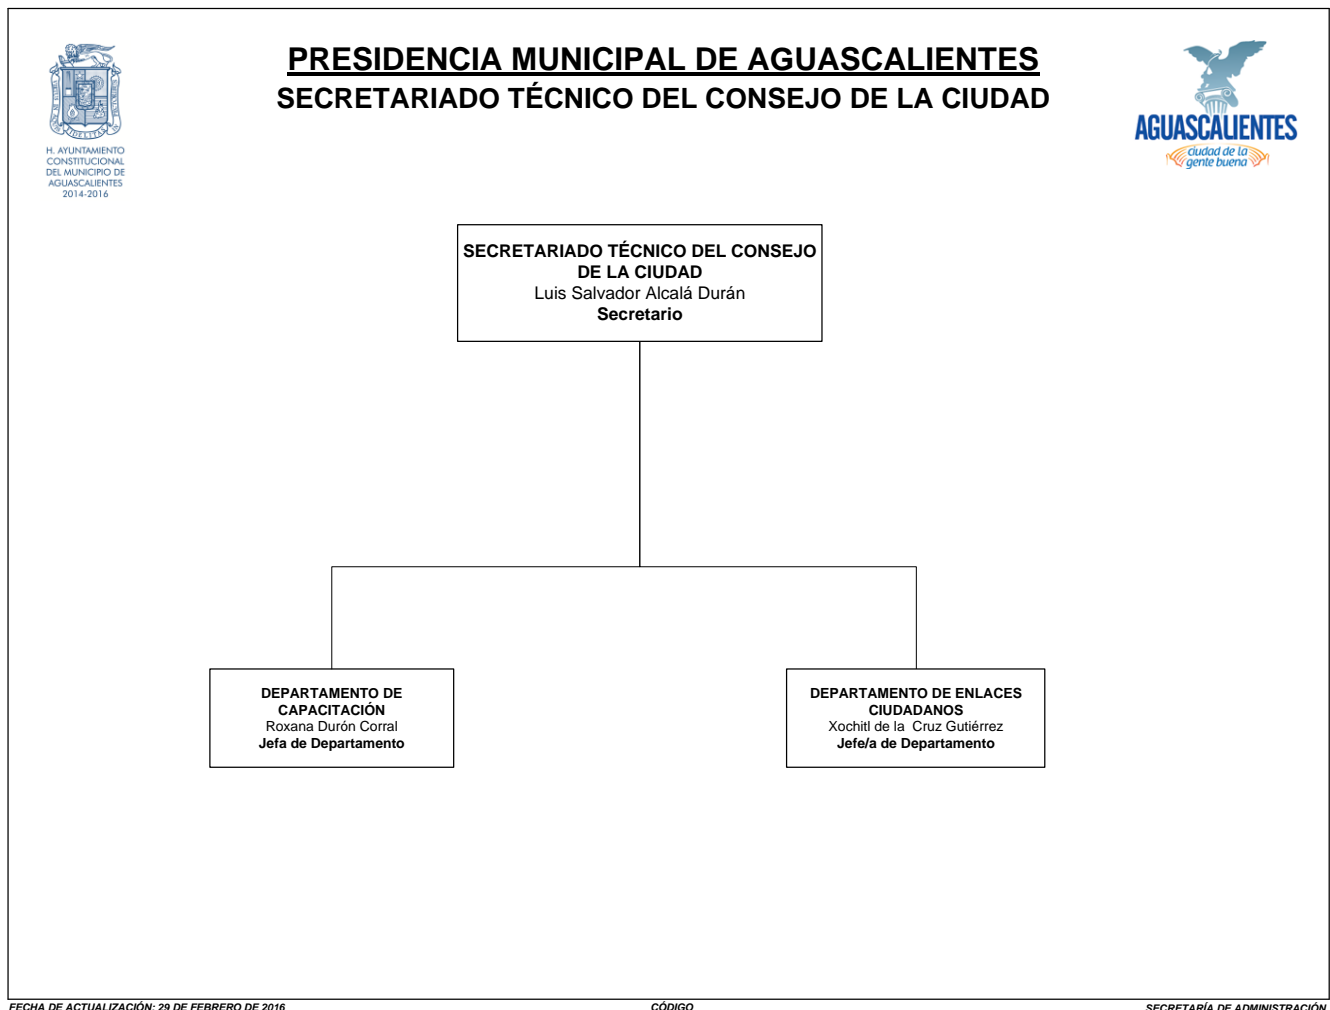 PRESIDENCIA MUNICIPAL DE AGUASCALIENTES
SECRETARIADO TÉCNICO DEL CONSEJO DE LA CIUDAD
FIDELITAS
H. AYUNTAMIENTO
CONSTITUCIONAL
DEL MUNICIPIO DE
AGUASCALIENTES
2014-2016
AGUASCALIENTES
ciudad de la
gente buena
SECRETARIADO TÉCNICO DEL CONSEJO
DE LA CIUDAD
Luis Salvador Alcalá Durán
Secretario
DEPARTAMENTO DE
CAPACITACIÓN
Roxana Durón Corral
Jefa de Departamento
DEPARTAMENTO DE ENLACES
CIUDADANOS
Xochitl de la  Cruz Gutiérrez
Jefe/a de Departamento
FECHA DE ACTUALIZACIÓN: 29 DE FEBRERO DE 2016
CÓDIGO
SECRETARÍA DE ADMINISTRACIÓN